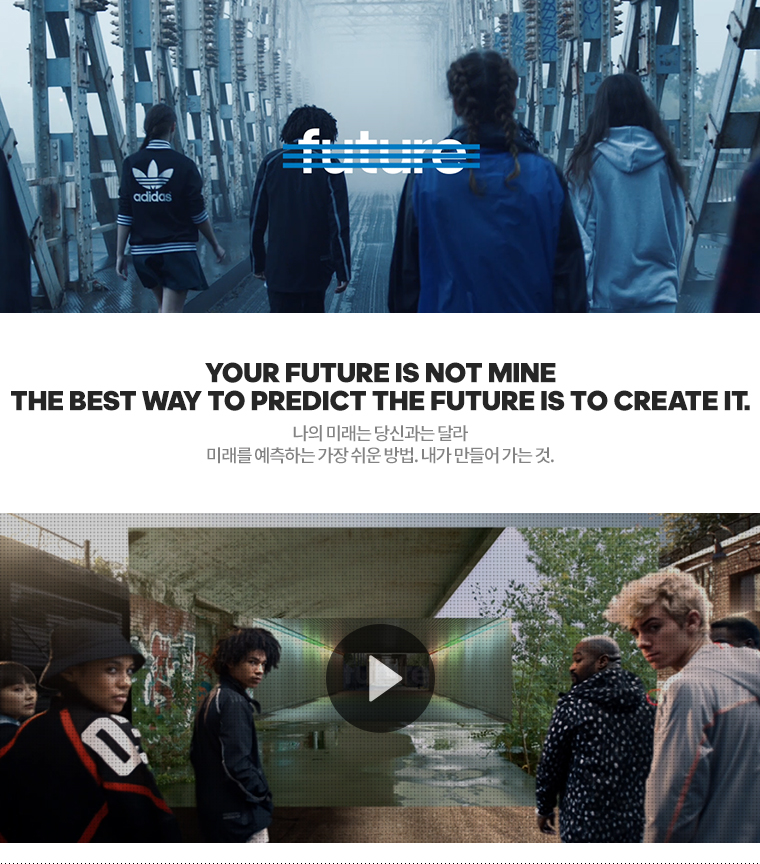 adidas
future
YOUR FUTURE IS NOT MINE
THE BEST WAY TO PREDICT THE FUTURE IS TO CREATE IT.
나의 미래는 당신과는 달라
미래를 예측하는 가장 쉬운 방법. 내가 만들어 가는 것.
future